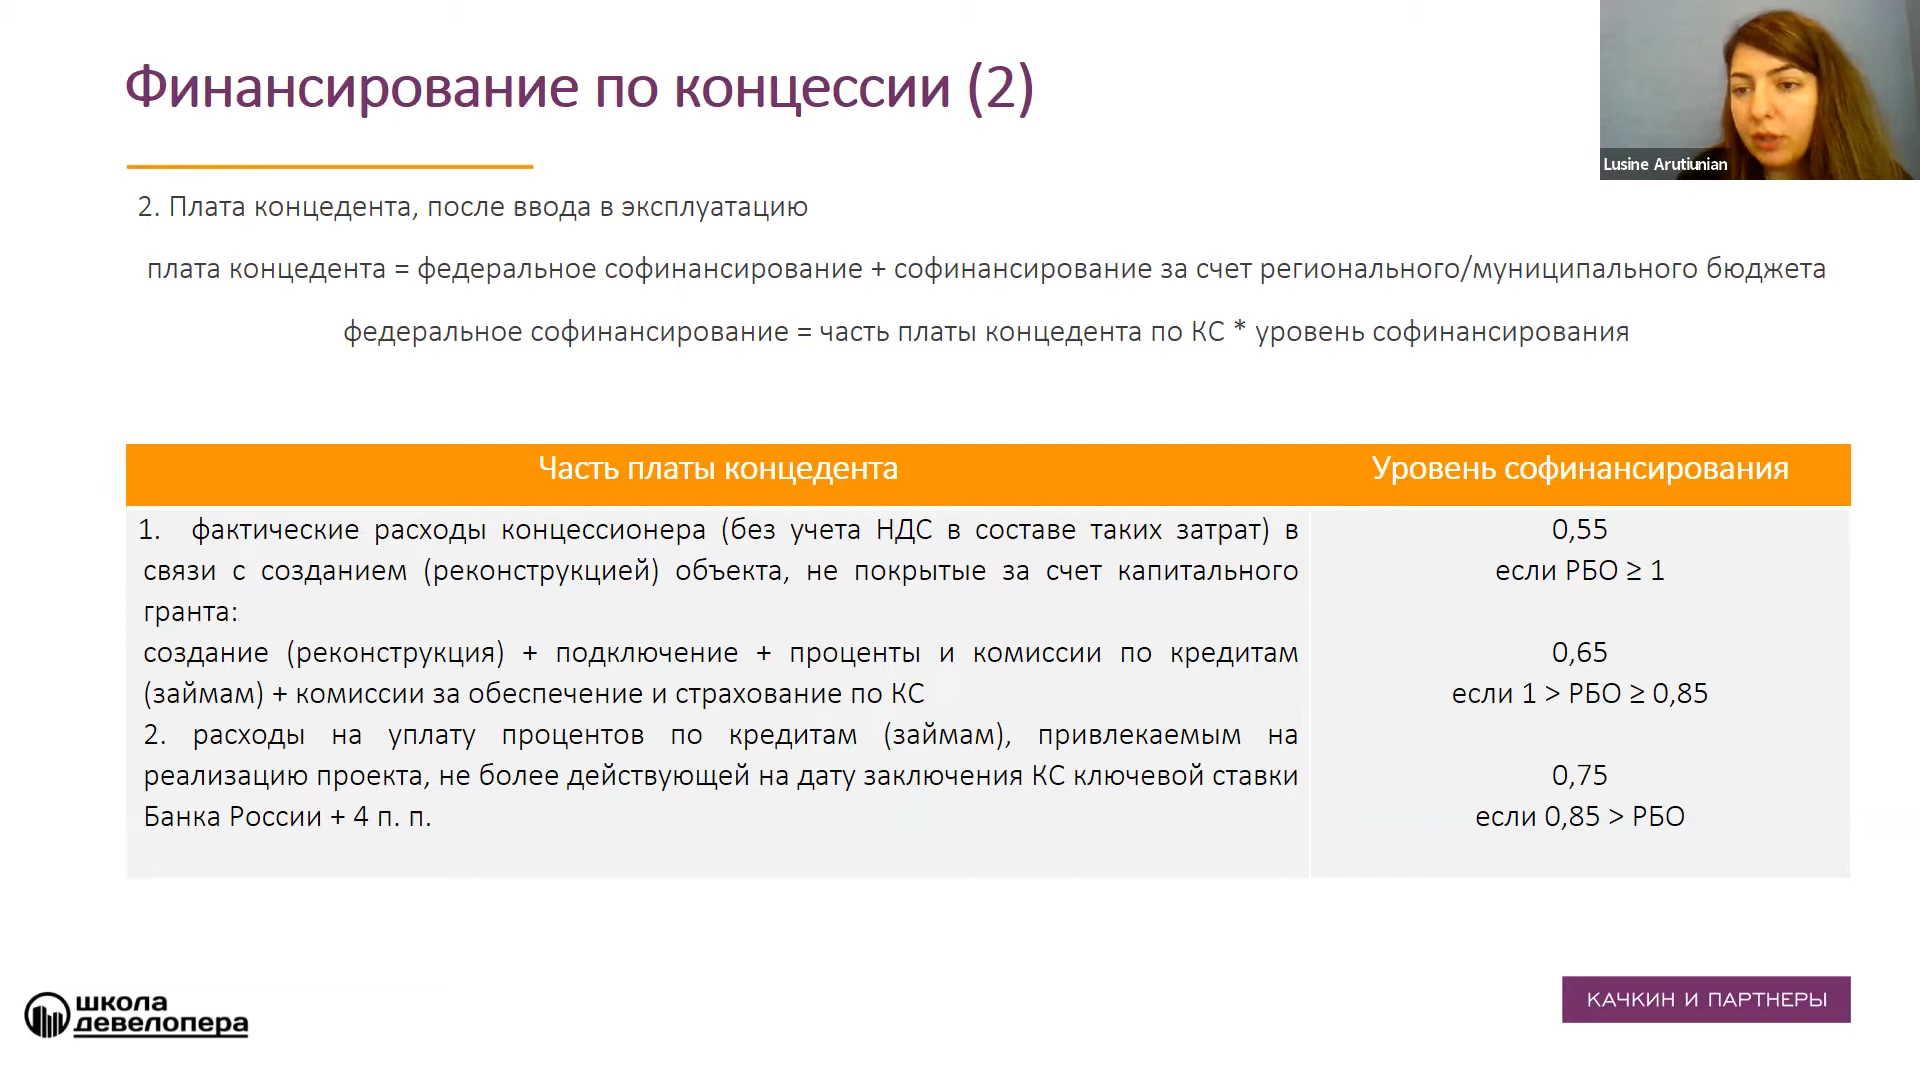 Финансирование по концессии (2)
Lusine Arutiunian
2. Плата концедента, после ввода в эксплуатацию
плата концедента = федеральное софинансирование + софинансирование за счет регионального/муниципального бюджета
федеральное софинансирование = часть платы концедента по КС * уровень софинансирования
Часть платы концедента
Уровень софинансирования
1. фактические расходы концессионера (без учета НДС в составе таких затрат) в
связи с созданием (реконструкцией) объекта, не покрытые за счет капитального
гранта:
создание (реконструкция) + подключение + проценты и комиссии по кредитам
(займам) + комиссии за обеспечение и страхование по КС
2. расходы на уплату процентов по кредитам (займам), привлекаемым на
реализацию проекта, не более действующей на дату заключения КС ключевой ставки
Банка России + 4 п. п.
0,55
если РБО ≥ 1
0,65
если 1 > РБО ≥ 0,85
0,75
если 0,85 > РБО
школа
девелопера
КАЧКИН И ПАРТНЕРЫ